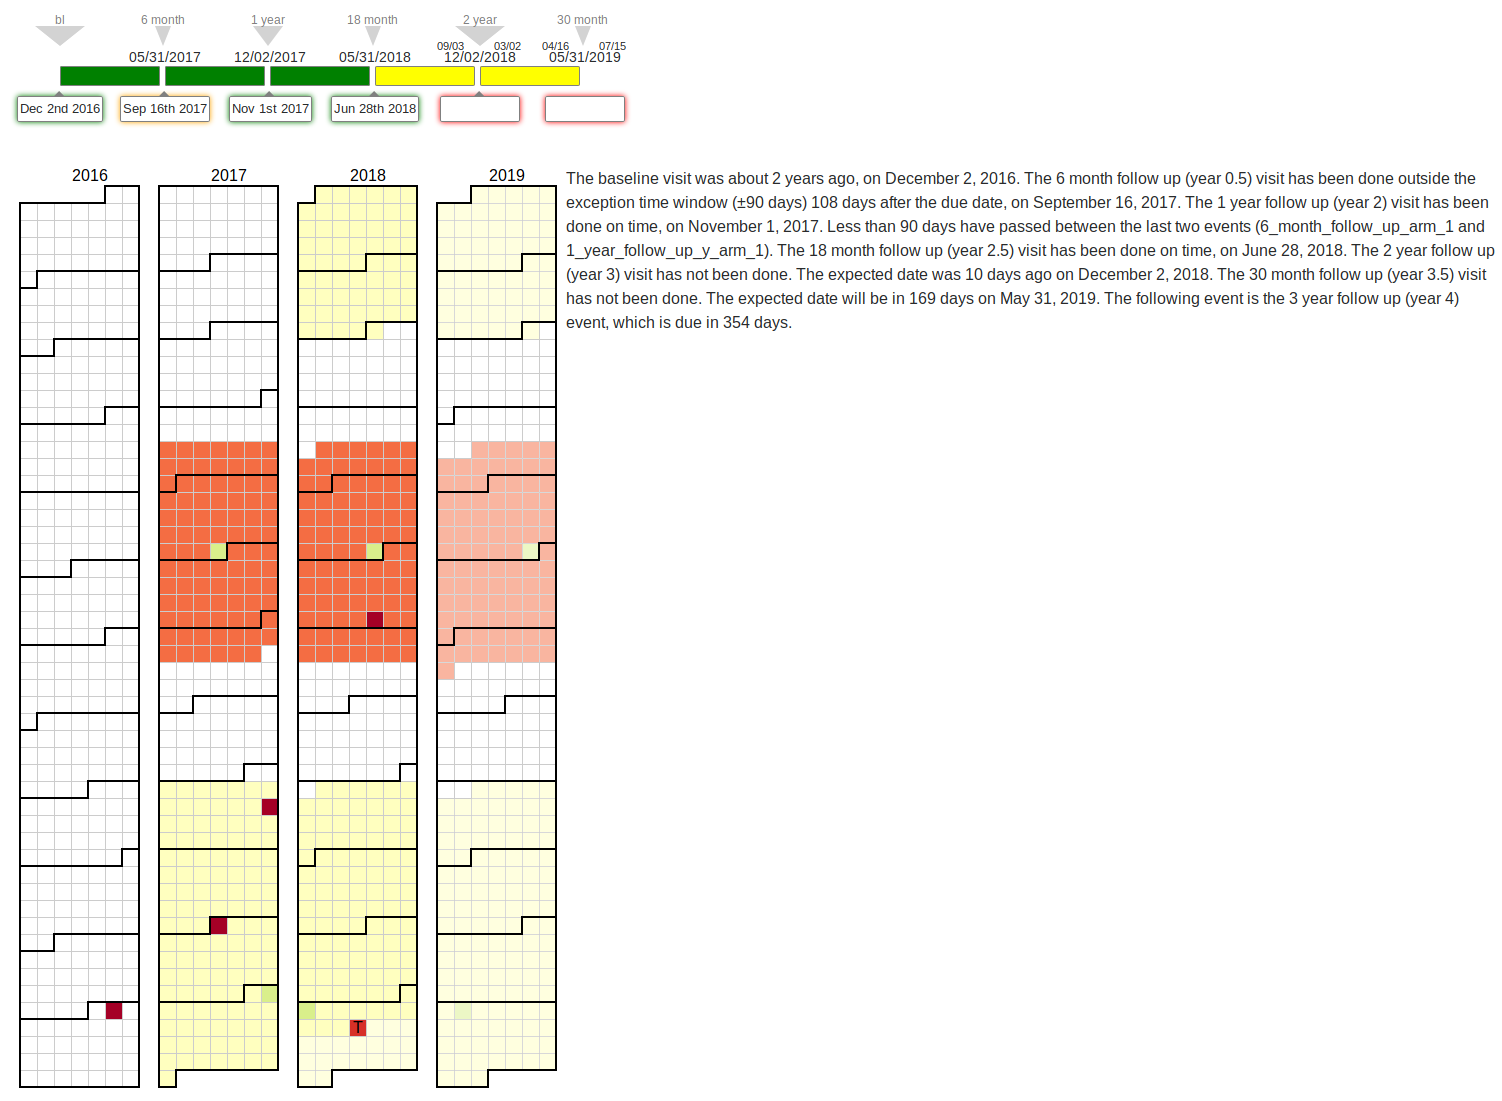 bl 6 month 1 year 18 month 2 year 30 month
09/03 03/02 04/16 07/15
05/31/2017 12/02/2017 05/31/2018 12/02/2018 05/31/2019
Dec 2nd 2016 Sep 16th 2017 Nov 1st 2017 Jun 28th 2018
2016 2017 2018 2019
The baseline visit was about 2 years ago, on December 2, 2016. The 6 month follow up (year 0.5) visit has been done outside the
exception time window (±90 days) 108 days after the due date, on September 16, 2017. The 1 year follow up (year 2) visit has been
done on time, on November 1, 2017. Less than 90 days have passed between the last two events (6_month_follow_up_arm_1 and
1_year_follow_up_y_arm_1). The 18 month follow up (year 2.5) visit has been done on time, on June 28, 2018. The 2 year follow up
(year 3) visit has not been done. The expected date was 10 days ago on December 2, 2018. The 30 month follow up (year 3.5) visit
has not been done. The expected date will be in 169 days on May 31, 2019. The following event is the 3 year follow up (year 4)
event, which is due in 354 days.
T